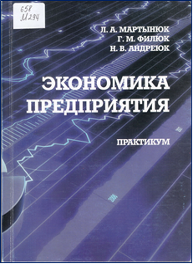 Л. А. МАРТЫНЮК
Г. М. ФИЛЮК
Н. В. АНДРЕЮК
ЭКОНОМИКА
ПРЕДПРИЯТИЯ
ПРАКТИКУМ